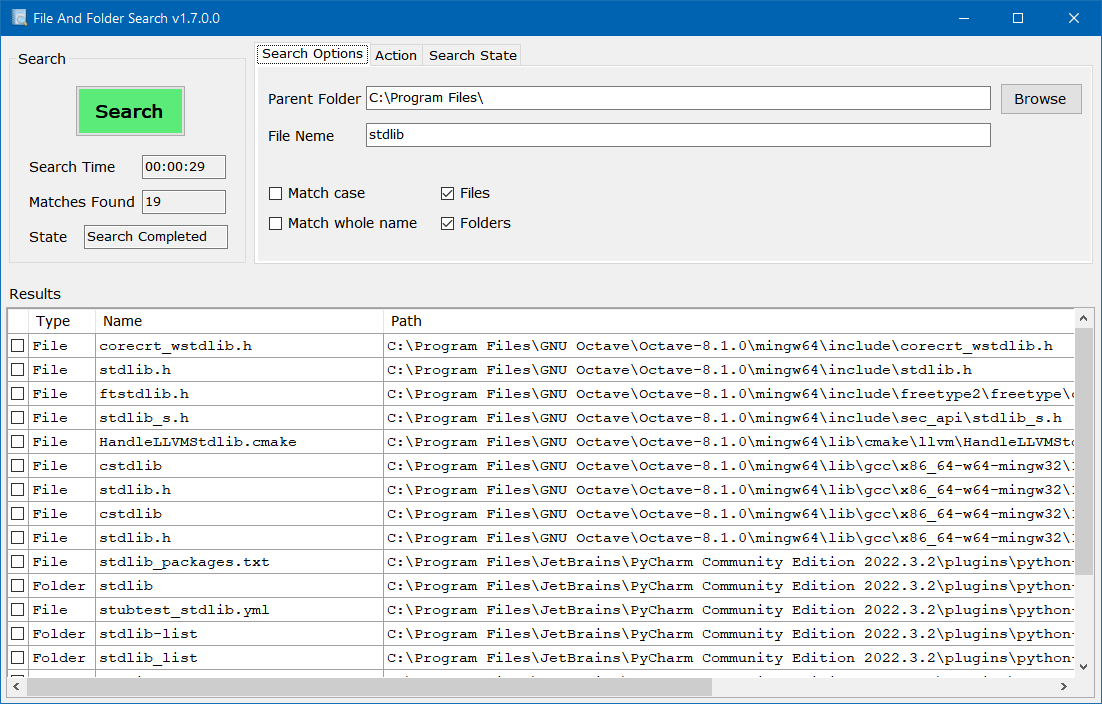 File And Folder Search v1.7.0.0
Search
Search
Search Time 00:00:29
Matches Found 19
State Search Completed
Search Options Action Search State
Parent Folder C:\Program Files\ Browse
File Neme stdlib
Match case Files
Match whole name Folders
Results
Type Name Path
File corecrt_wstdlib.h C:\Program Files\GNU Octave\Octave-8.1.0\mingw64\include\corecrt_wstdlib.h
File stdlib.h C:\Program Files\GNU Octave\Octave-8.1.0\mingw64\include\stdlib.h
File ftstdlib.h C:\Program Files\GNU Octave\Octave-8.1.0\mingw64\include\freetype2\freetype\
File stdlib_s.h C:\Program Files\GNU Octave\Octave-8.1.0\mingw64\include\sec_api\stdlib_s.h
File HandleLLVMStdlib.cmake C:\Program Files\GNU Octave\Octave-8.1.0\mingw64\lib\cmake\llvm\HandleLLVMSt
File cstdlib C:\Program Files\GNU Octave\Octave-8.1.0\mingw64\lib\gcc\x86_64-w64-mingw32\
File stdlib.h C:\Program Files\GNU Octave\Octave-8.1.0\mingw64\lib\gcc\x86_64-w64-mingw32\
File cstdlib C:\Program Files\GNU Octave\Octave-8.1.0\mingw64\lib\gcc\x86_64-w64-mingw32\
File stdlib.h C:\Program Files\GNU Octave\Octave-8.1.0\mingw64\lib\gcc\x86_64-w64-mingw32\
File stdlib_packages.txt C:\Program Files\JetBrains\PyCharm Community Edition 2022.3.2\plugins\python-
Folder stdlib C:\Program Files\JetBrains\PyCharm Community Edition 2022.3.2\plugins\python-
File stubtest_stdlib.yml C:\Program Files\JetBrains\PyCharm Community Edition 2022.3.2\plugins\python-
Folder stdlib-list C:\Program Files\JetBrains\PyCharm Community Edition 2022.3.2\plugins\python-
Folder stdlib_list C:\Program Files\JetBrains\PyCharm Community Edition 2022.3.2\plugins\python-